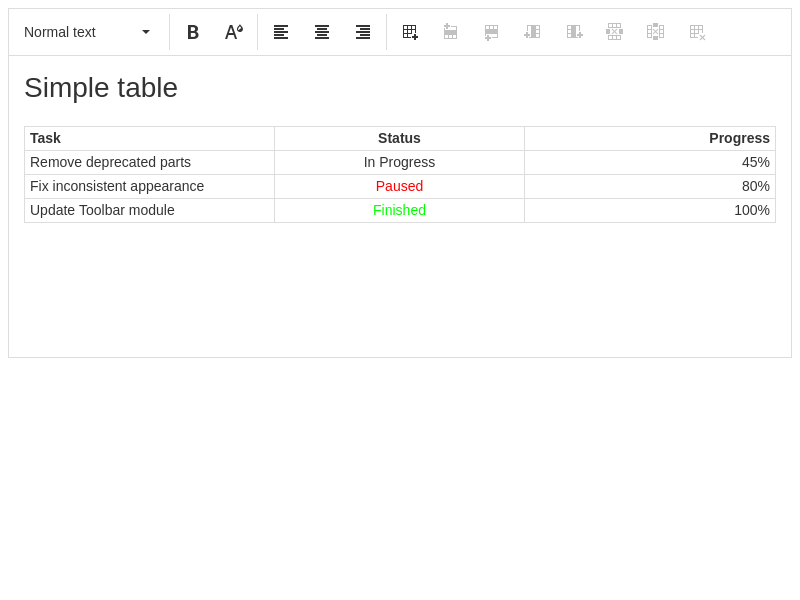 Normal text
Simple table
Task Status Progress
Remove deprecated parts In Progress 45%
Fix inconsistent appearance Paused 80%
Update Toolbar module Finished 100%